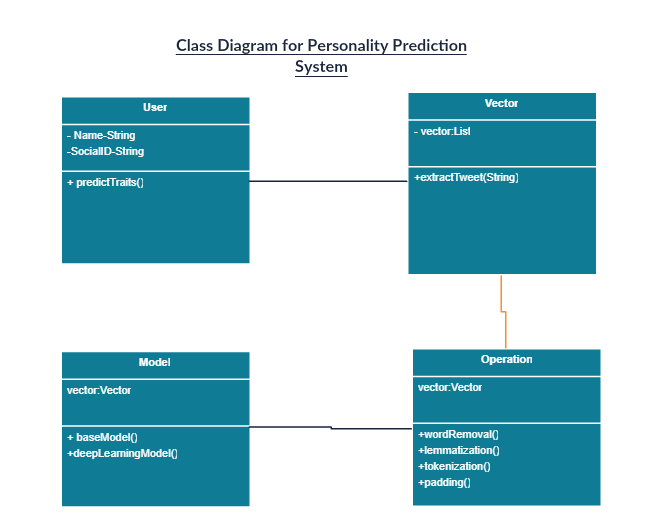 Class Diagram for Personality Prediction
System
User
- Name-String
-SocialID-String
+ predictTraits()
Vector
- vector:List
+extractTweet(String)
Model
vector:Vector
+ baseModel()
+deepLearningModel()
Operation
vector:Vector
+wordRemoval()
+lemmatization()
+tokenization()
+padding()